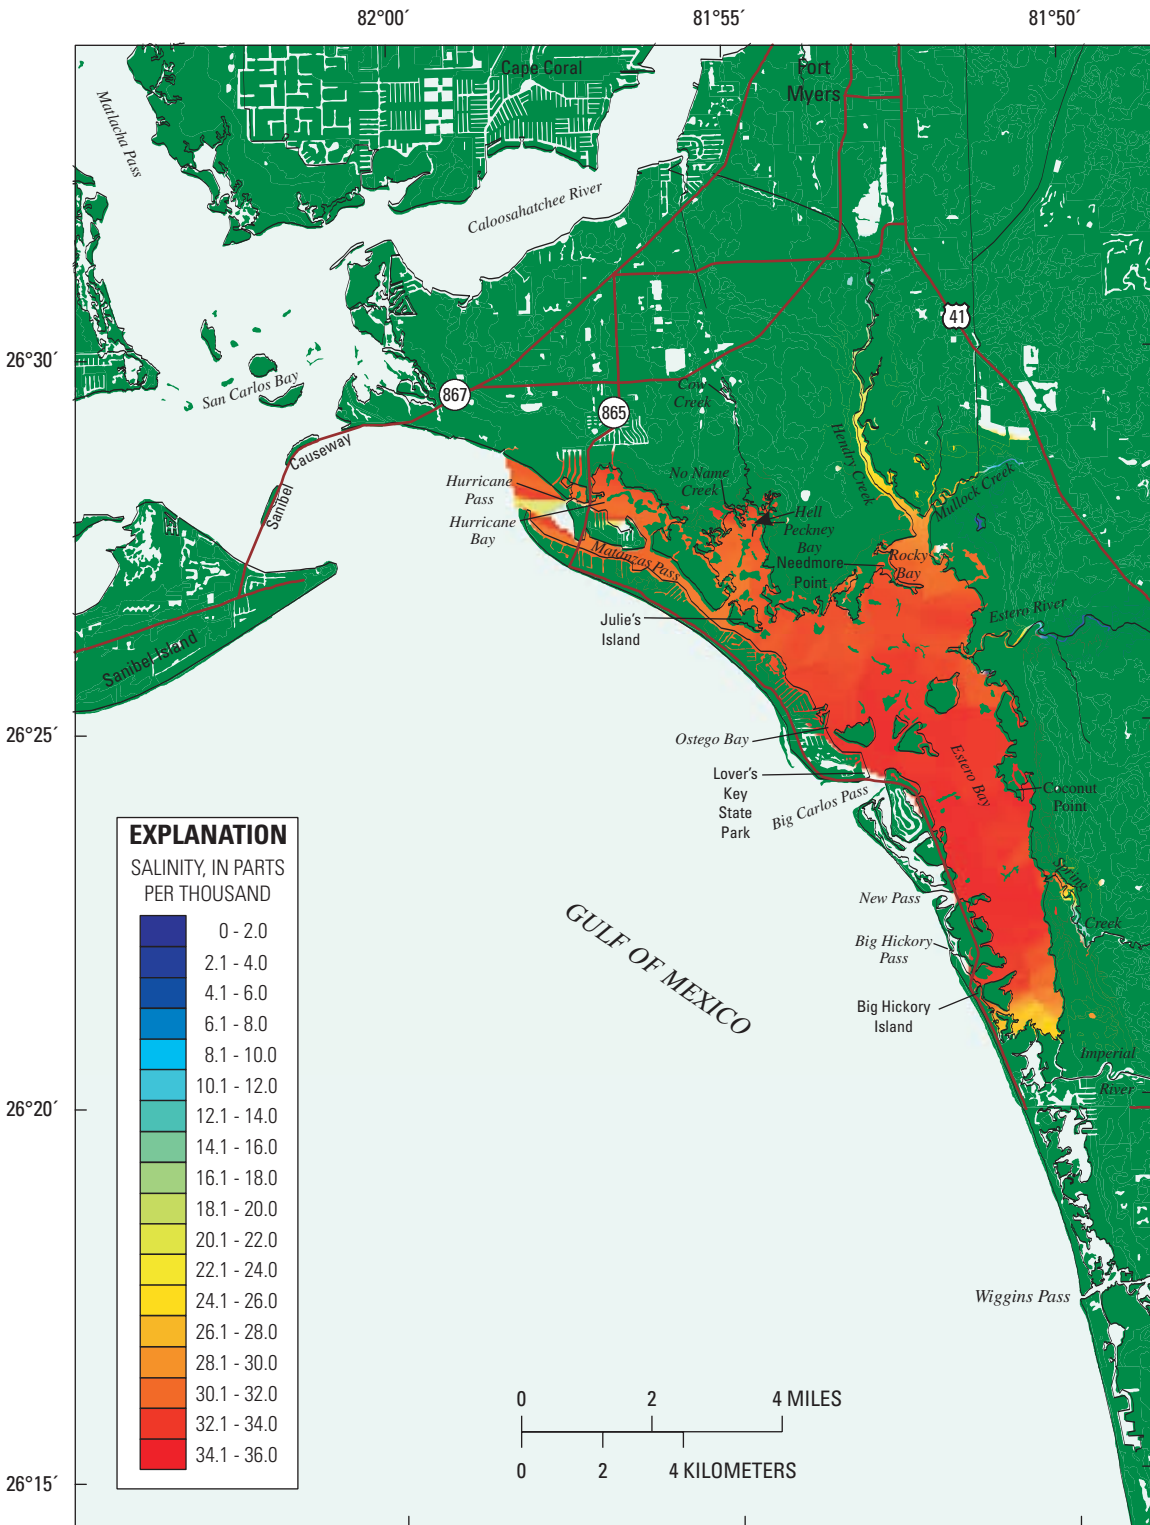 82°00´
81°55´
81°50´
Cape Coral
Fort
Myers
Matlacha Pass
Caloosahatchee River
41
26°30´
San Carlos Bay
867
865
Cow
Creek
Causeway
Sanibel
Hendry Creek
Mullock Creek
No Name
Creek
Hurricane
Pass
Hurricane
Bay
Hell
Peckney
Bay
Matanzas Pass
Needmore
Point
Rocky
Bay
Estero River
Julie's
Island
Sanibel Island
26°25´
Ostego Bay
Estero Bay
Lover's
Key
State
Park
Big Carlos Pass
Coconut
Point
EXPLANATION
SALINITY, IN PARTS
PER THOUSAND
0 - 2.0
2.1 - 4.0
4.1 - 6.0
6.1 - 8.0
8.1 - 10.0
10.1 - 12.0
12.1 - 14.0
14.1 - 16.0
16.1 - 18.0
18.1 - 20.0
20.1 - 22.0
22.1 - 24.0
24.1 - 26.0
26.1 - 28.0
28.1 - 30.0
30.1 - 32.0
32.1 - 34.0
34.1 - 36.0
Spring
Creek
New Pass
GULF OF MEXICO
Big Hickory
Pass
Big Hickory
Island
Imperial
River
26°20´
Wiggins Pass
0 2 4 MILES
0 2 4 KILOMETERS
26°15´